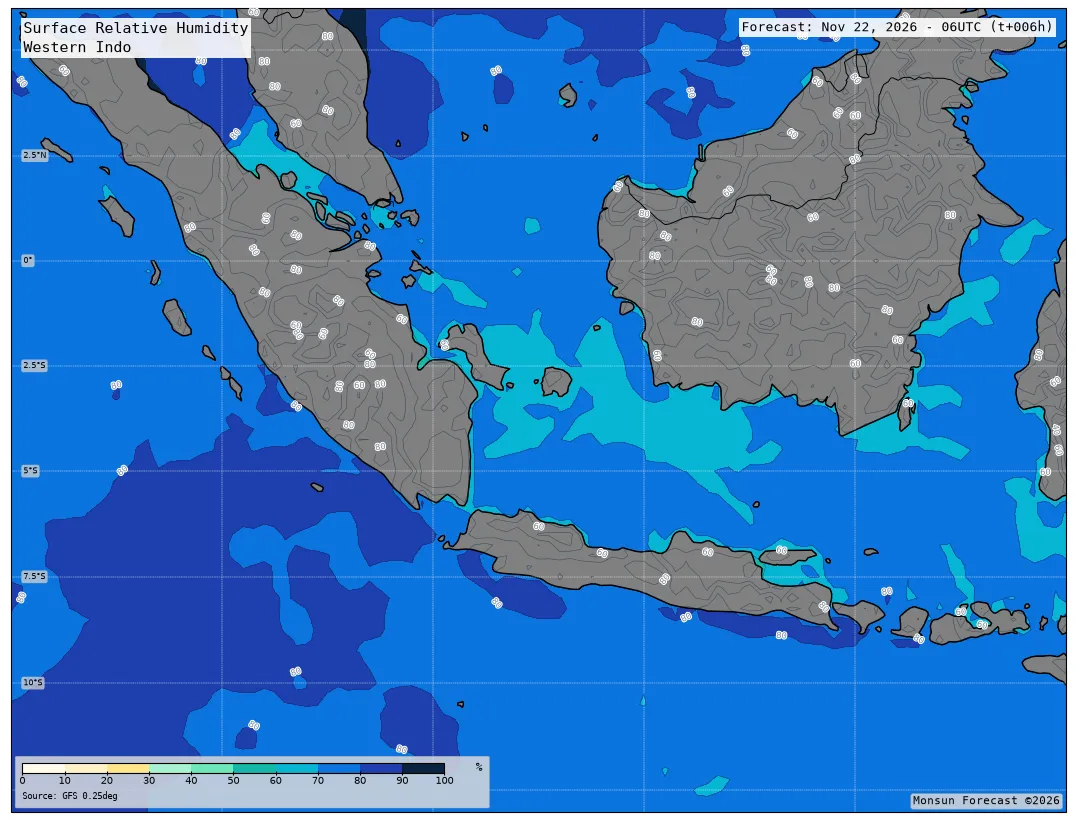 Surface Relative Humidity
Western Indo
Forecast: Nov 22, 2026 - 06UTC (t+006h)
2.5°N
0°
2.5°S
5°S
7.5°S
10°S
%
0 10 20 30 40 50 60 70 80 90 100
Source: GFS 0.25deg
Monsun Forecast ©2026